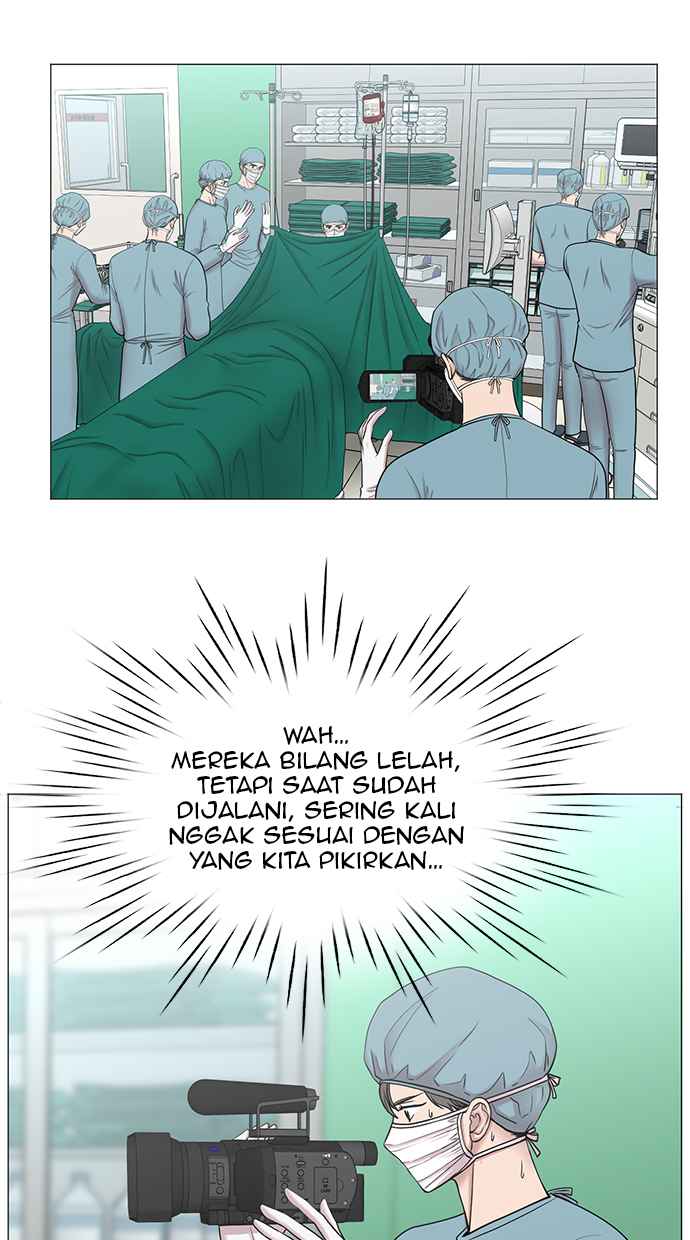 WAH...
MEREKA BILANG LELAH,
TETAPI SAAT SUDAH
DIJALANI, SERING KALI
NGGAK SESUAI DENGAN
YANG KITA PIKIRKAN...